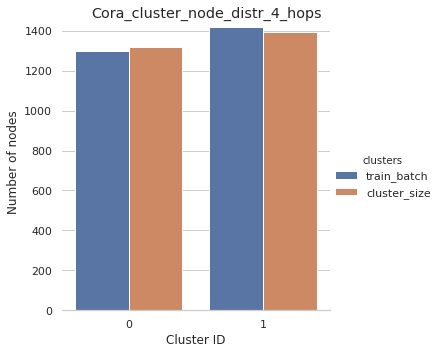 Cora_cluster_node_distr_4_hops
1400
1200
1000
800
600
400
200
0
Number of nodes
0 1
Cluster ID
clusters
train_batch
cluster_size